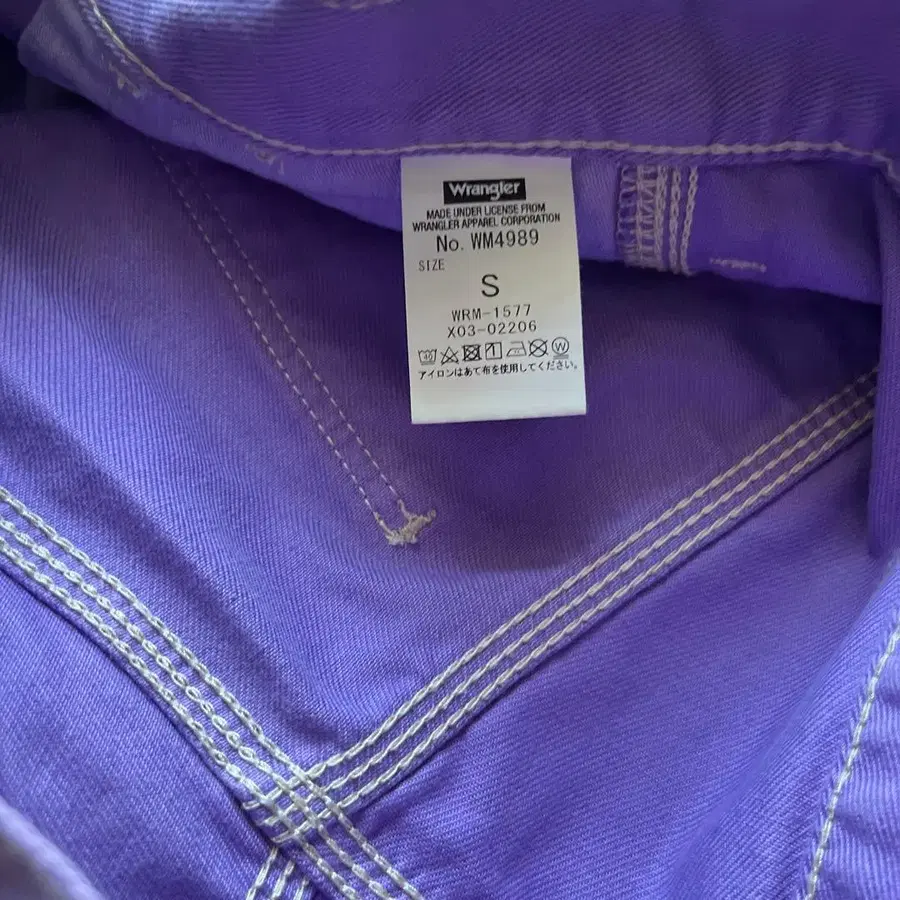 Wrangler
MADE UNDER LICENSE FROM
WRANGLER APPAREL CORPORATION
No. WM4989
SIZE
S
WRM-1577
X03-02206
40 W
アイロンはあて布を使用してください。